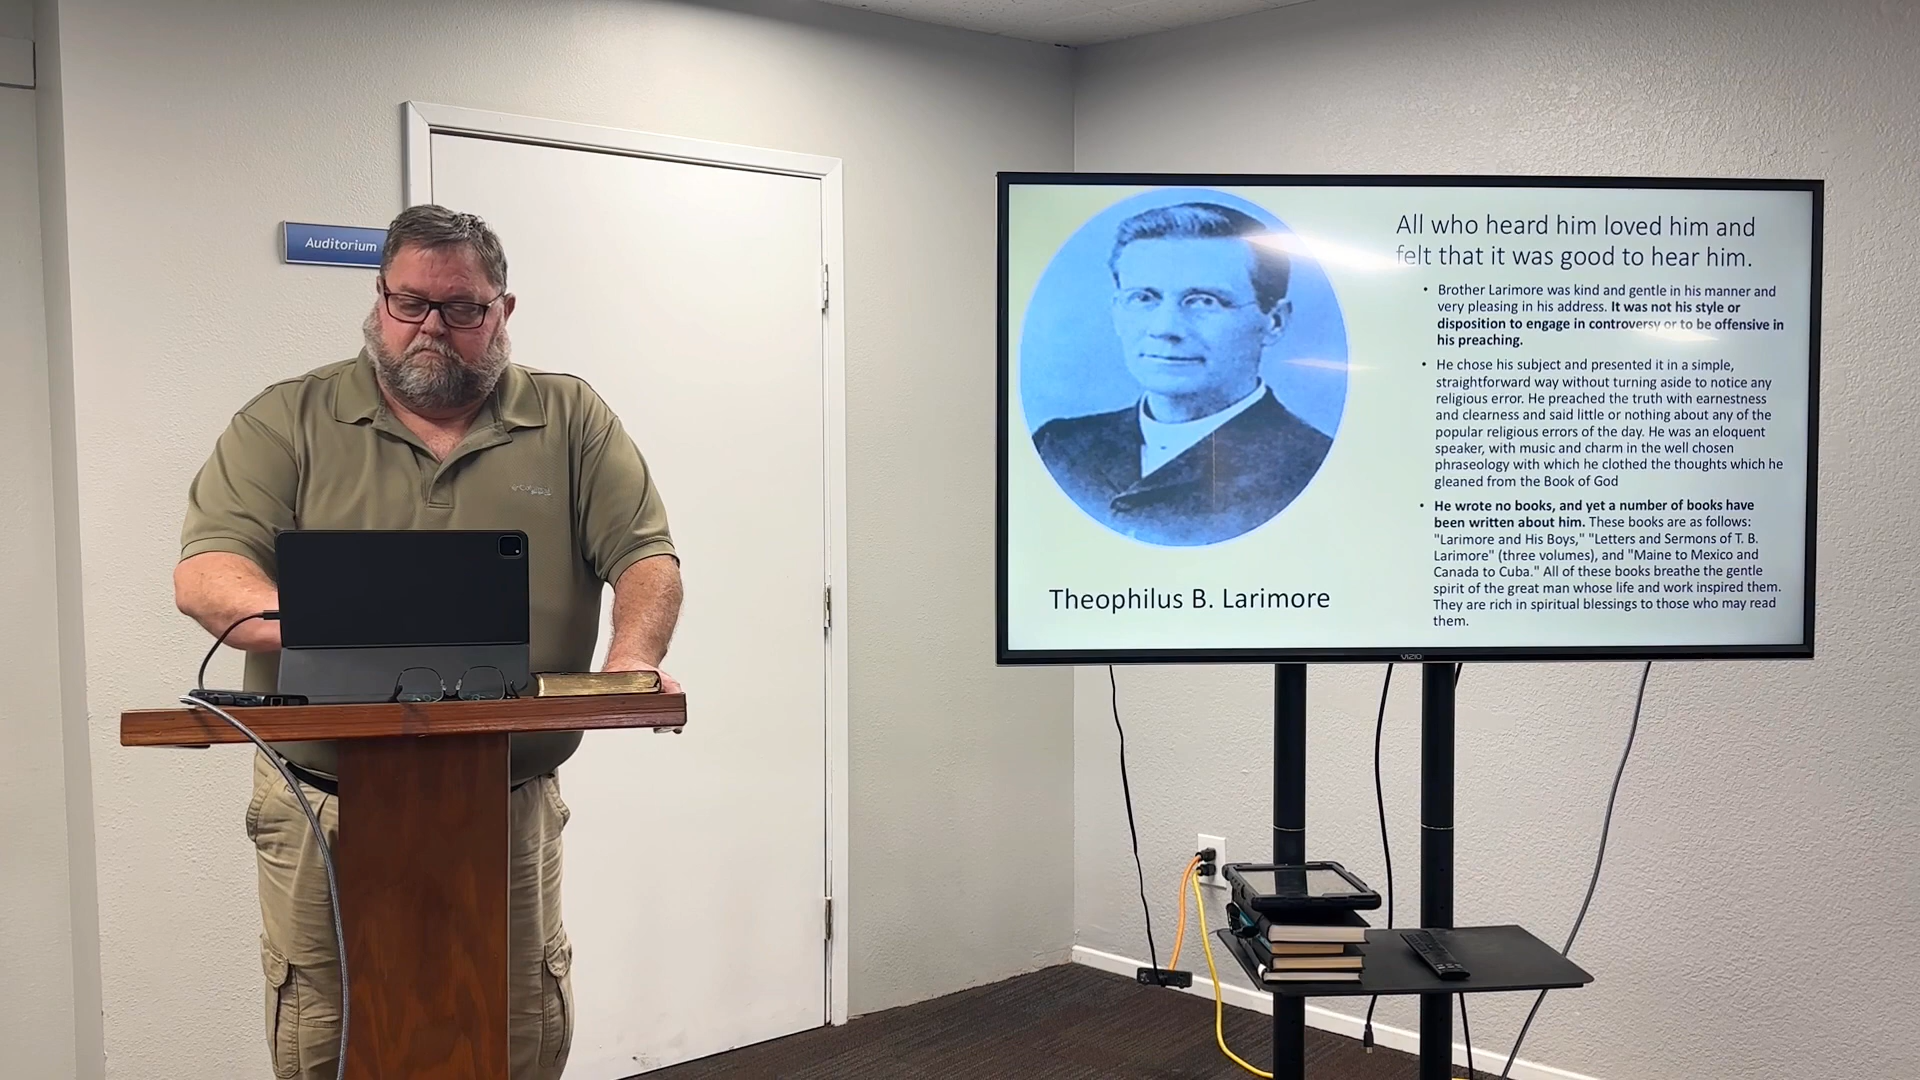 Auditorium
All who heard him loved him and
felt that it was good to hear him.
• Brother Larimore was kind and gentle in his manner and
very pleasing in his address. It was not his style or
disposition to engage in controversy or to be offensive in
his preaching.
• He chose his subject and presented it in a simple,
straightforward way without turning aside to notice any
religious error. He preached the truth with earnestness
and clearness and said little or nothing about any of the
popular religious errors of the day. He was an eloquent
speaker, with music and charm in the well chosen
phraseology with which he clothed the thoughts which he
gleaned from the Book of God
• He wrote no books, and yet a number of books have
been written about him. These books are as follows:
"Larimore and His Boys," "Letters and Sermons of T. B.
Larimore" (three volumes), and "Maine to Mexico and
Canada to Cuba." All of these books breathe the gentle
spirit of the great man whose life and work inspired them.
They are rich in spiritual blessings to those who may read
them.
Theophilus B. Larimore
VIZIO